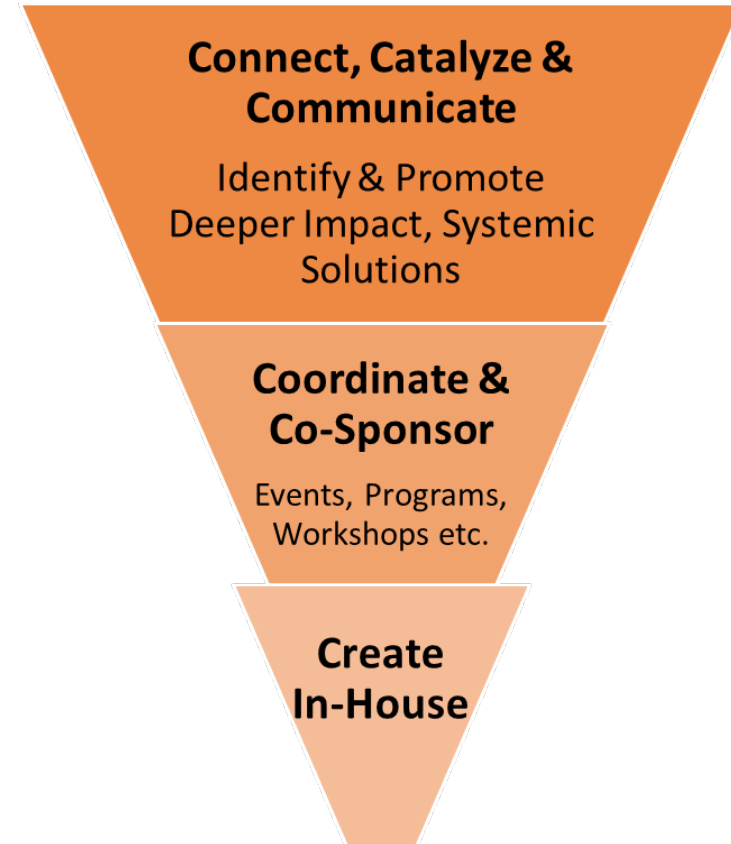 Connect, Catalyze &
Communicate
Identify & Promote
Deeper Impact, Systemic
Solutions
Coordinate &
Co-Sponsor
Events, Programs,
Workshops etc.
Create
In-House